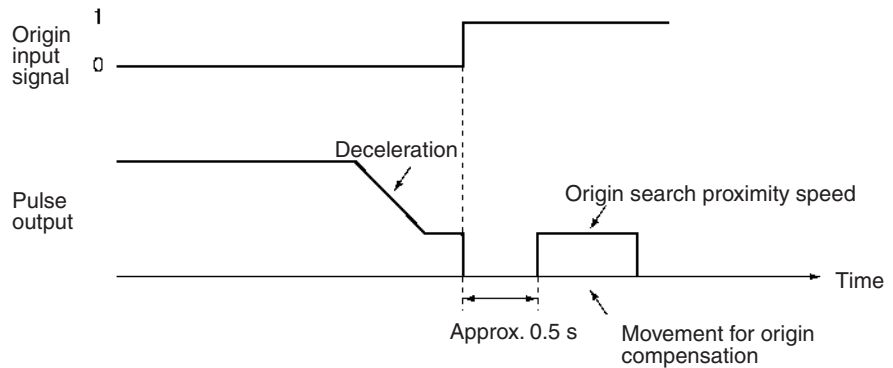 1
Origin
input
signal
0
Deceleration
Origin search proximity speed
Pulse
output
Time
Approx. 0.5 s
Movement for origin
compensation